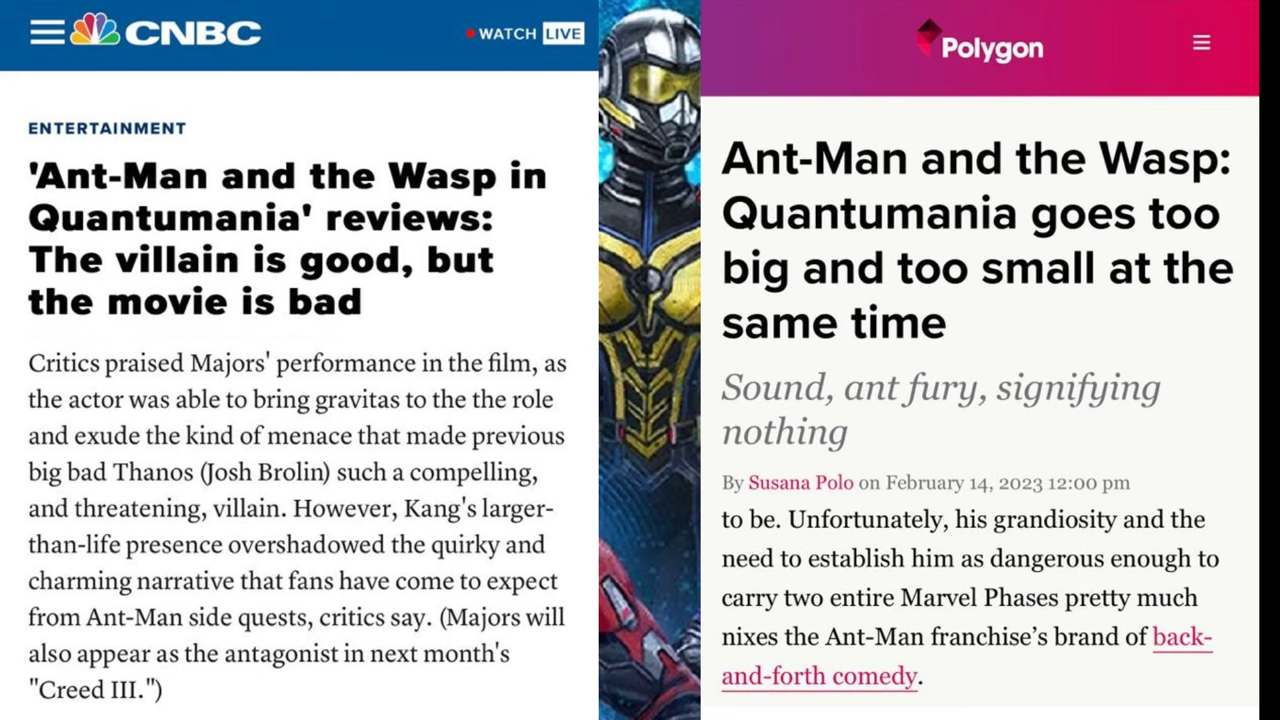 CNBC
WATCH LIVE
ENTERTAINMENT
'Ant-Man and the Wasp in
Quantumania' reviews:
The villain is good, but
the movie is bad
Critics praised Majors' performance in the film, as
the actor was able to bring gravitas to the the role
and exude the kind of menace that made previous
big bad Thanos (Josh Brolin) such a compelling,
and threatening, villain. However, Kang's larger-
than-life presence overshadowed the quirky and
charming narrative that fans have come to expect
from Ant-Man side quests, critics say. (Majors will
also appear as the antagonist in next month's
"Creed III.")
Polygon
Ant-Man and the Wasp:
Quantumania goes too
big and too small at the
same time
Sound, ant fury, signifying
nothing
By Susana Polo on February 14, 2023 12:00 pm
to be. Unfortunately, his grandiosity and the
need to establish him as dangerous enough to
carry two entire Marvel Phases pretty much
nixes the Ant-Man franchise’s brand of back-
and-forth comedy.